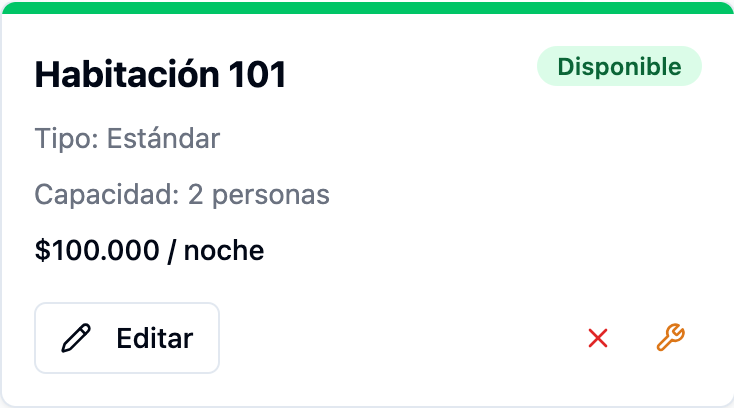 Habitación 101
Disponible
Tipo: Estándar
Capacidad: 2 personas
$100.000 / noche
Editar